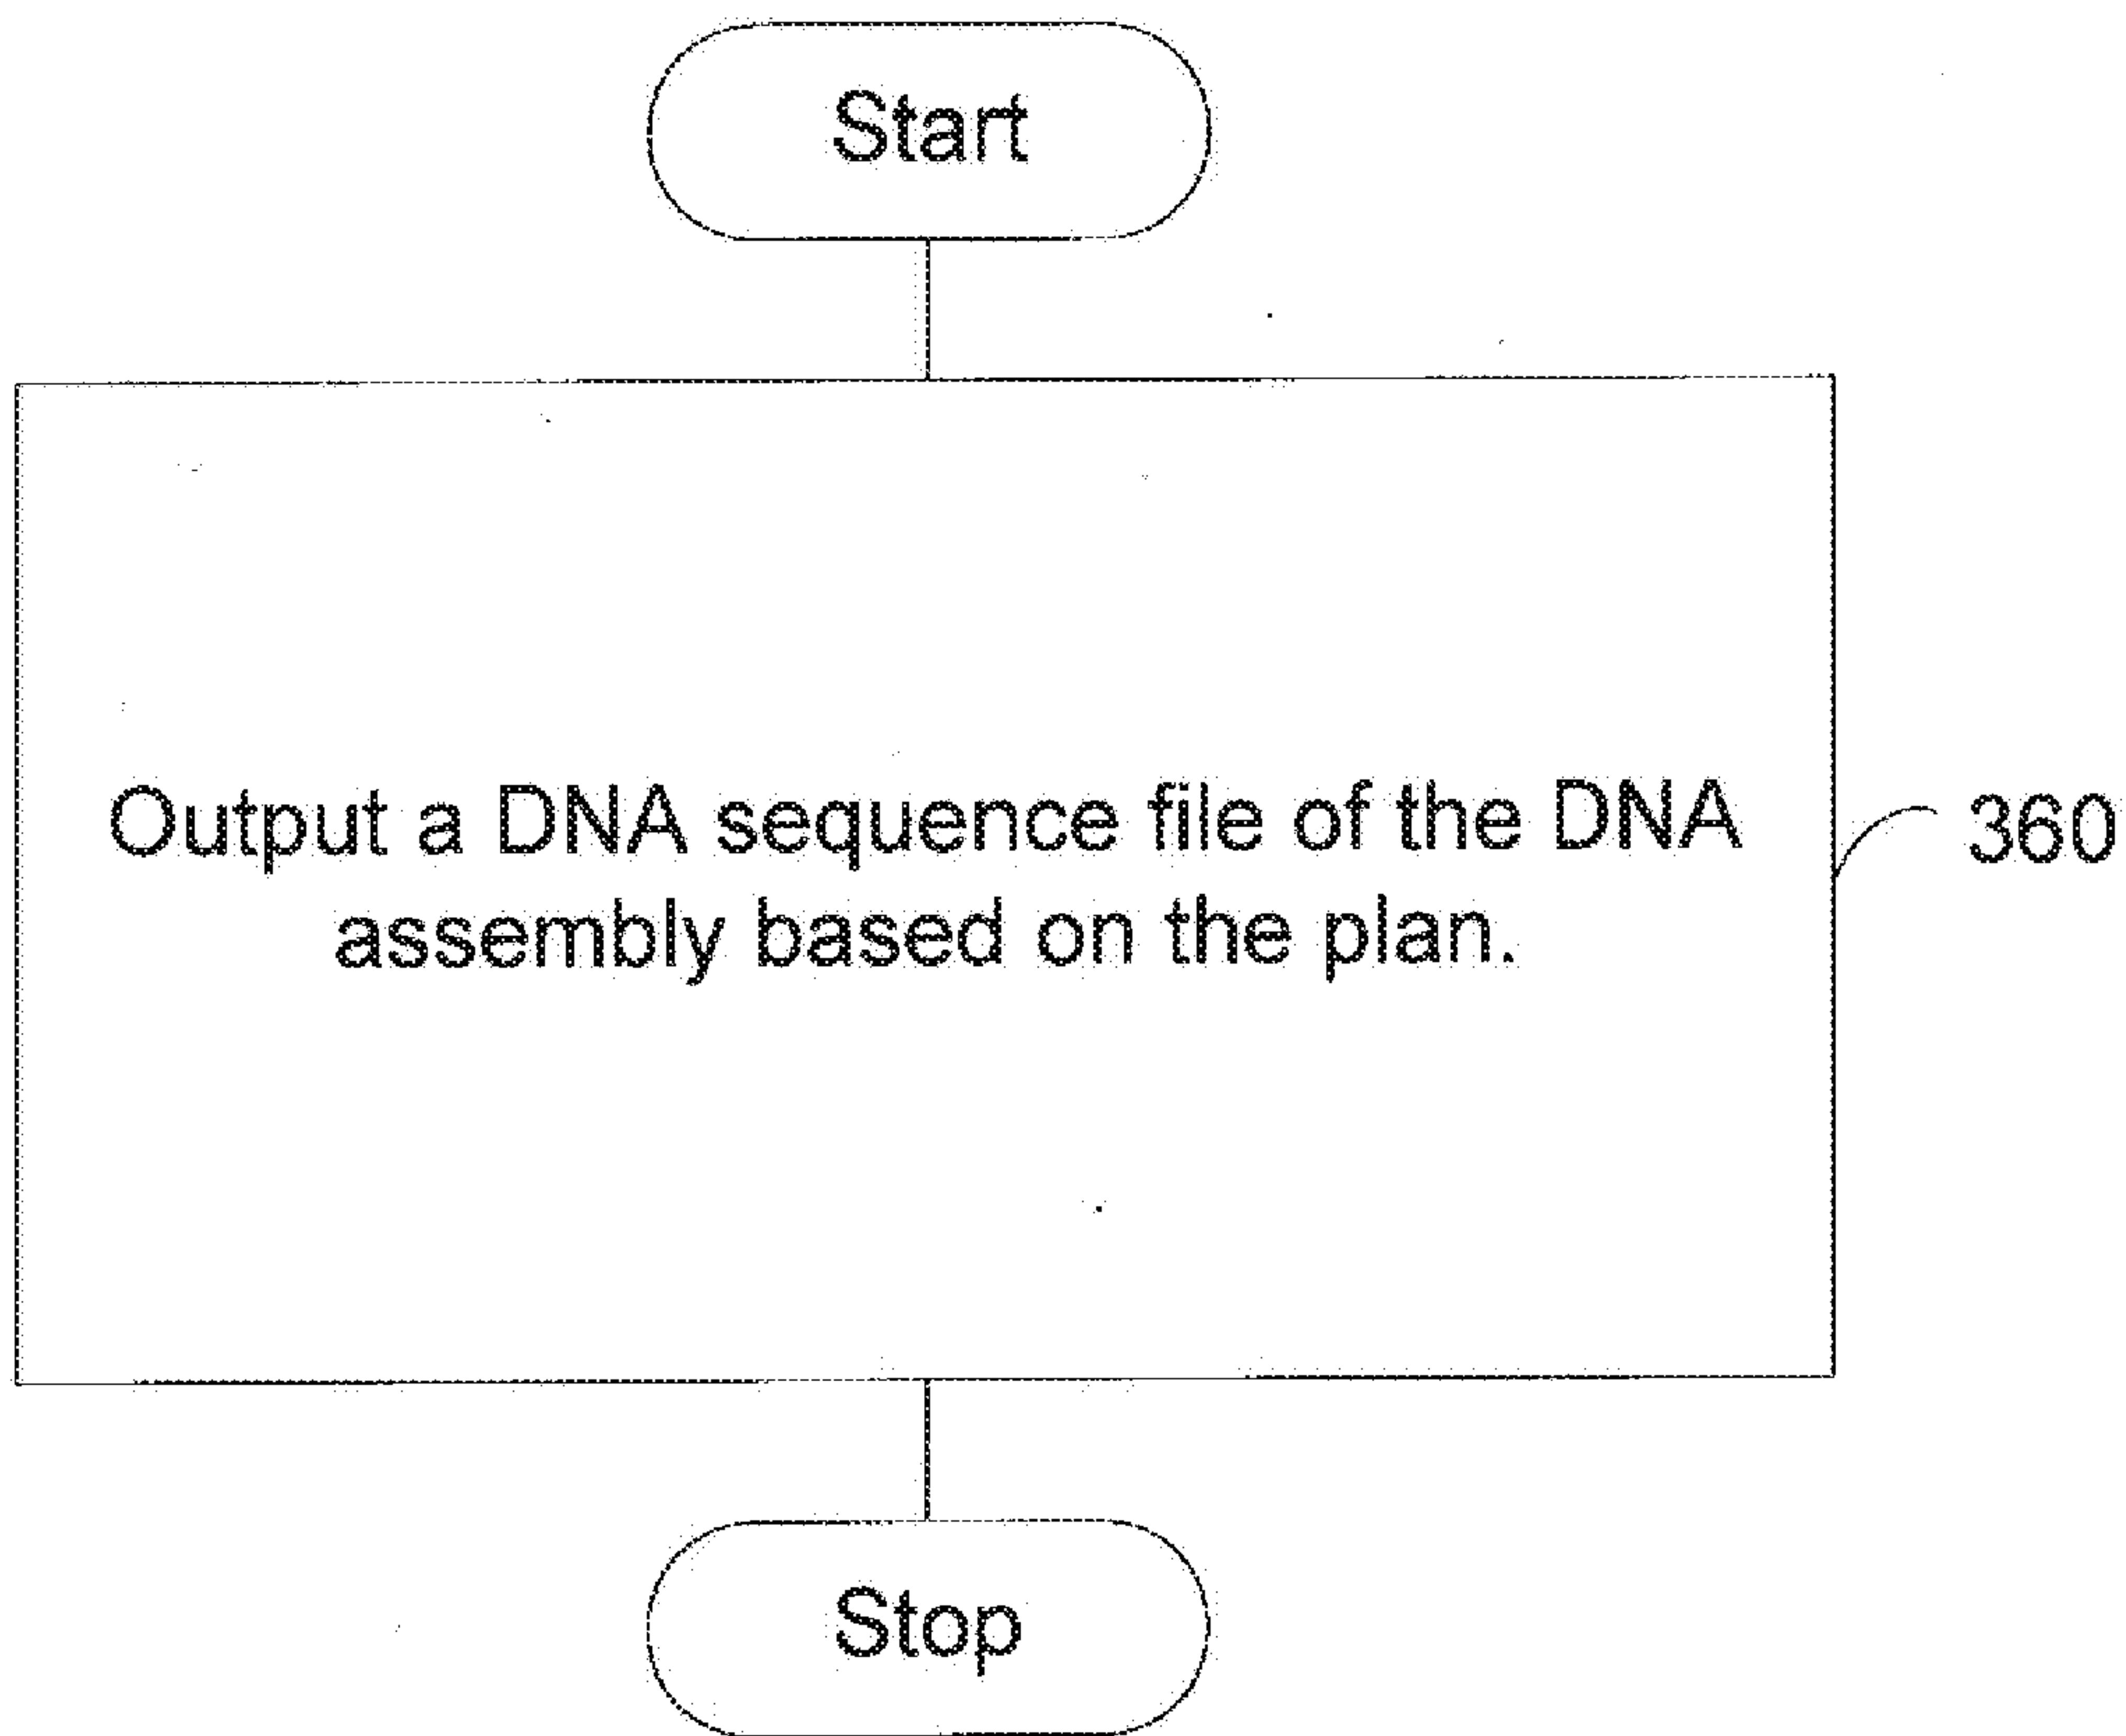 Start
Output a DNA sequence file of the DNA
assembly based on the plan.
360
Stop